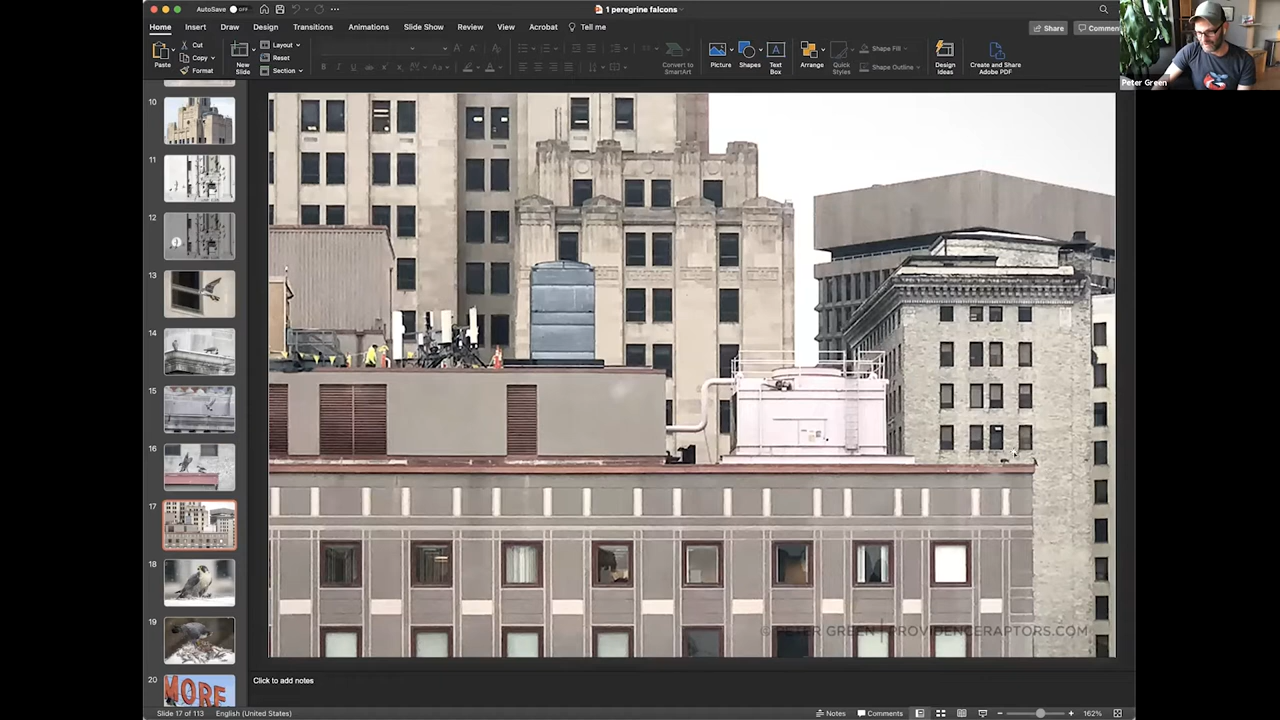 AutoSave OFF
1 peregrine falcons
Home Insert Draw Design Transitions Animations Slide Show Review View Acrobat Tell me
Share Commen
Paste Cut Copy Format
New Slide Layout Reset Section
Convert to SmartArt
Picture Shapes Text Box
Arrange Quick Styles Shape Fill Shape Outline
Design Ideas
Create and Share Adobe PDF
Peter Green
10
11
12
13
14
15
16
17
18
19
20
MORE
© PETER GREEN | PROVIDENCERAPTORS.COM
Click to add notes
Slide 17 of 113 English (United States) Notes Comments 162%